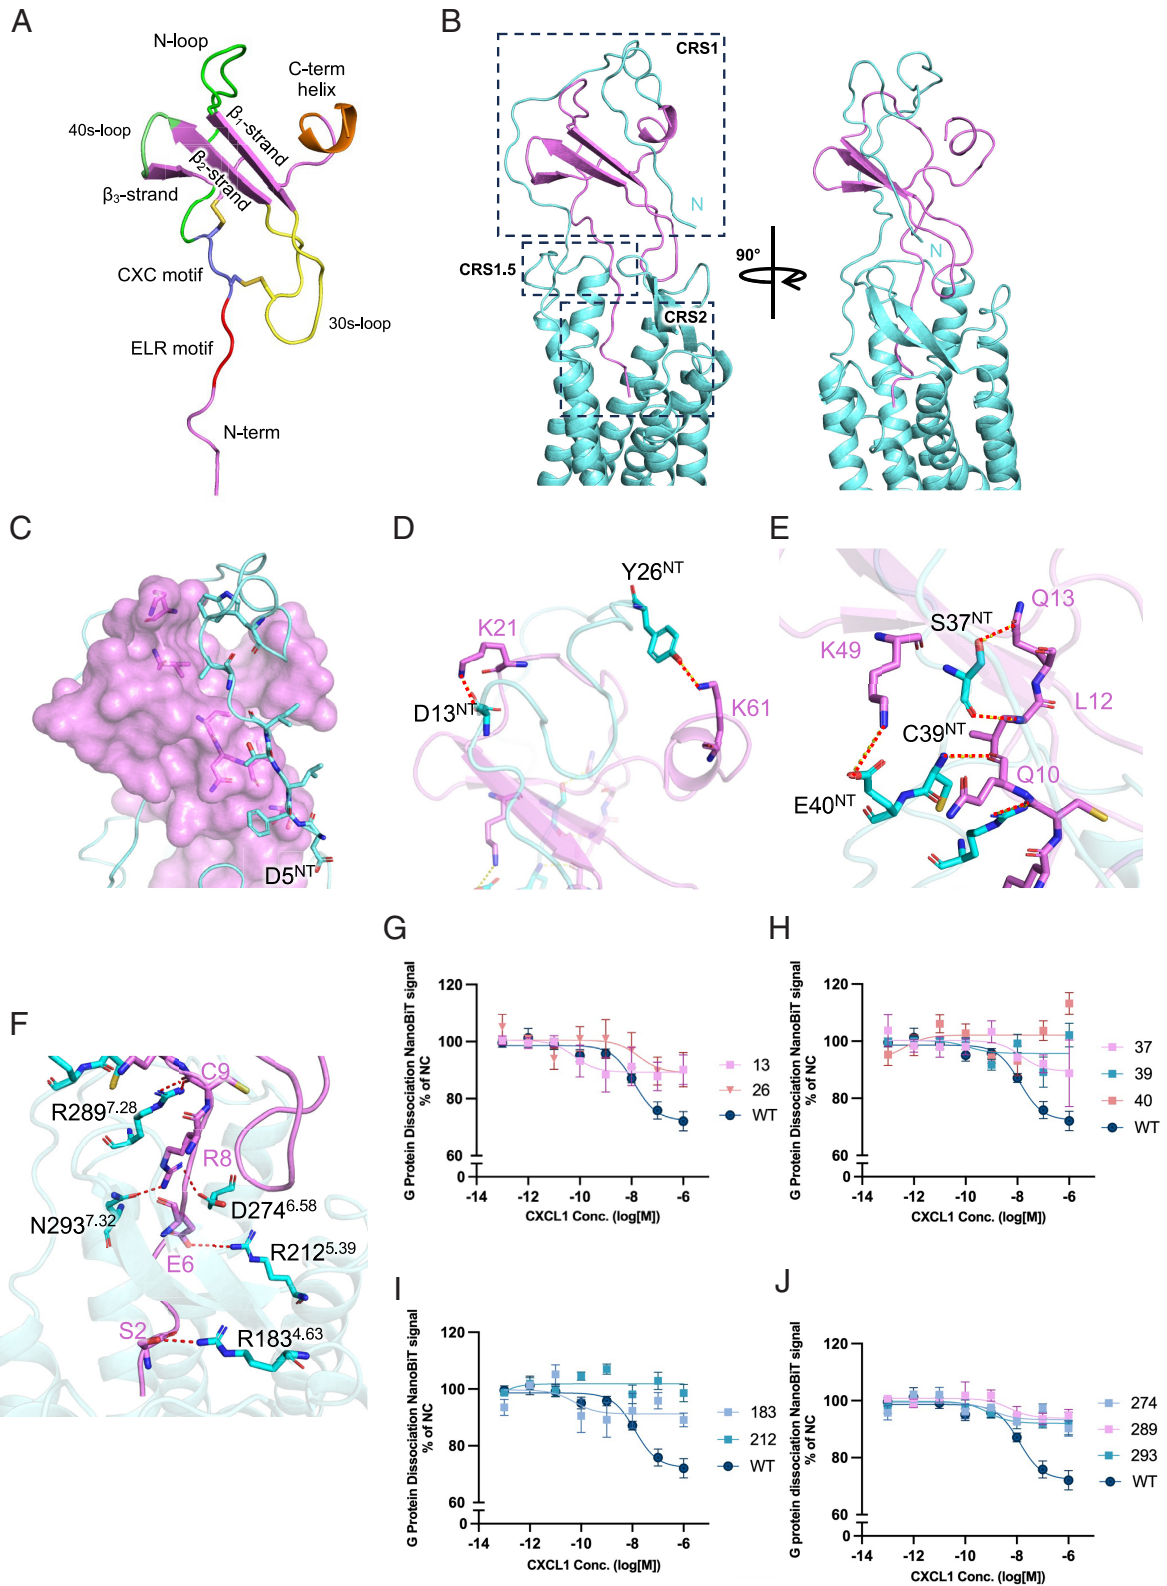 A
N-loop
C-term
helix
40s-loop
β1-strand
β2-strand
β3-strand
CXC motif
30s-loop
ELR motif
N-term
B
CRS1
N
CRS1.5
CRS2
90°
N
C
D5NT
D
Y26NT
K21
D13NT
K61
E
S37NT
Q13
K49
L12
C39NT
Q10
E40NT
F
C9
R2897.28
R8
N2937.32
D2746.58
R2125.39
E6
S2
R1834.63
G
G Protein Dissociation NanoBiT signal
% of NC
120
100
80
60
0
-14
-12
-10
-8
-6
CXCL1 Conc. (log[M])
13
26
WT
H
G Protein Dissociation NanoBiT signal
% of NC
120
100
80
60
0
-14
-12
-10
-8
-6
CXCL1 Conc. (log[M])
37
39
40
WT
I
G Protein Dissociation NanoBiT signal
% of NC
120
100
80
60
0
-14
-12
-10
-8
-6
CXCL1 Conc. (log[M])
183
212
WT
J
G protein dissociation NanoBiT signal
% of NC
120
100
80
60
0
-14
-12
-10
-8
-6
CXCL1 Conc. (log[M])
274
289
293
WT